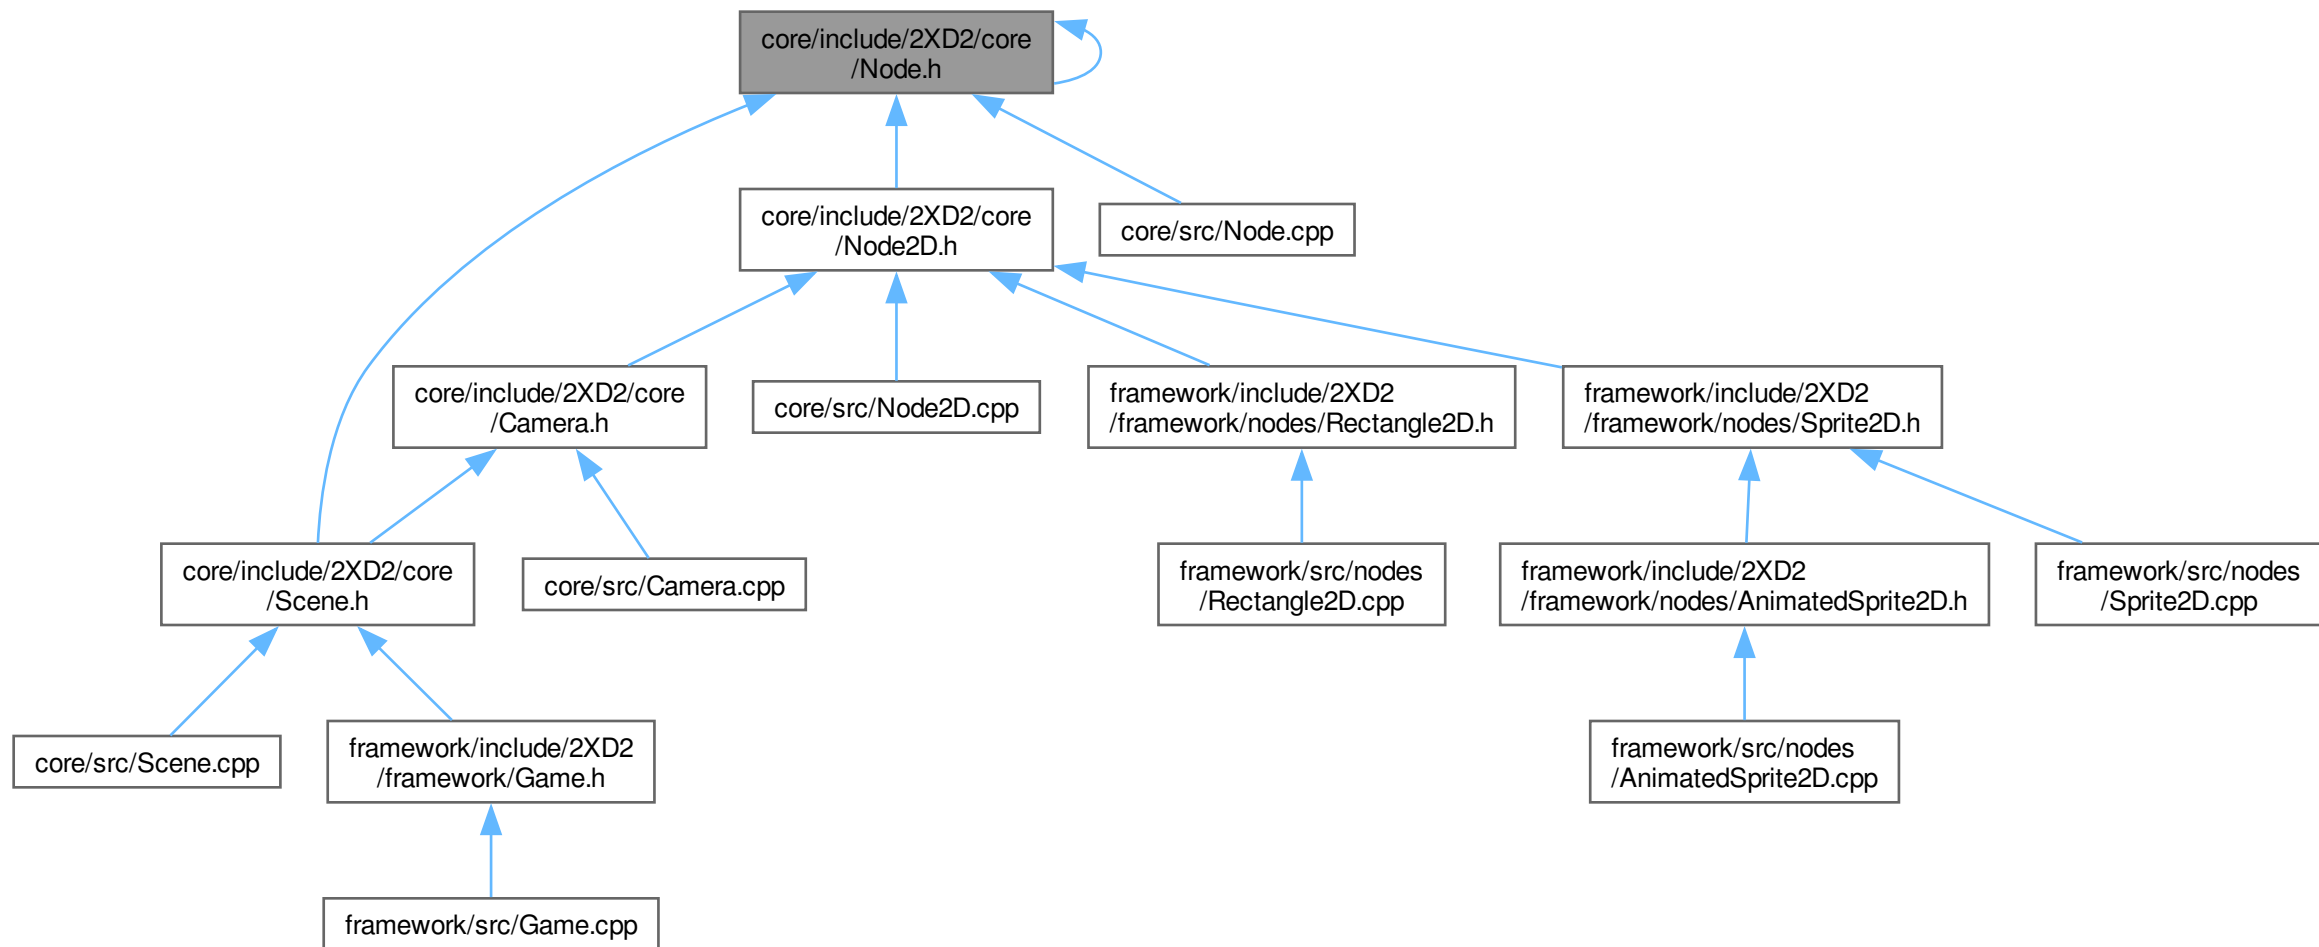 core/include/2XD2/core
/Node.h
core/include/2XD2/core
/Node2D.h
core/src/Node.cpp
core/include/2XD2/core
/Camera.h
core/src/Node2D.cpp
framework/include/2XD2
/framework/nodes/Rectangle2D.h
framework/include/2XD2
/framework/nodes/Sprite2D.h
core/include/2XD2/core
/Scene.h
core/src/Camera.cpp
framework/src/nodes
/Rectangle2D.cpp
framework/include/2XD2
/framework/nodes/AnimatedSprite2D.h
framework/src/nodes
/Sprite2D.cpp
core/src/Scene.cpp
framework/include/2XD2
/framework/Game.h
framework/src/nodes
/AnimatedSprite2D.cpp
framework/src/Game.cpp